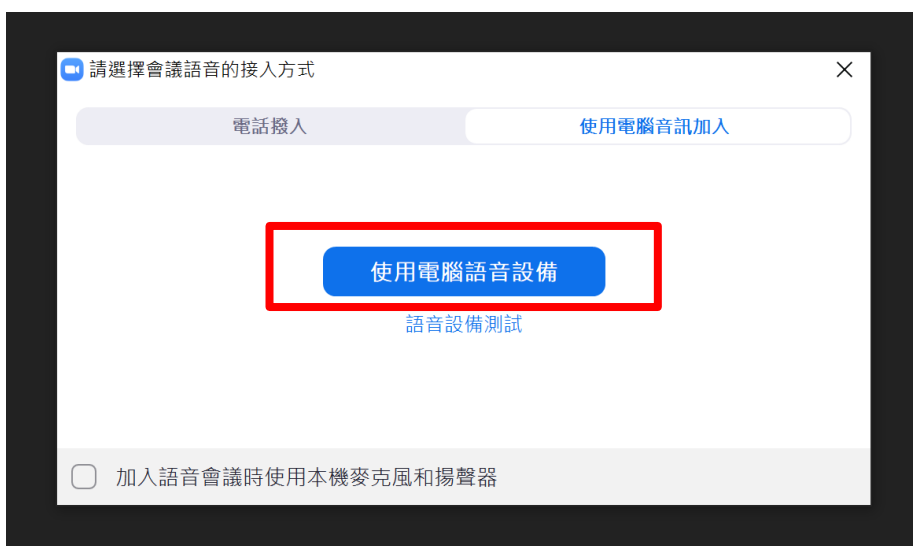 請選擇會議語音的接入方式
電話撥入
使用電腦音訊加入
使用電腦語音設備
語音設備測試
加入語音會議時使用本機麥克風和揚聲器